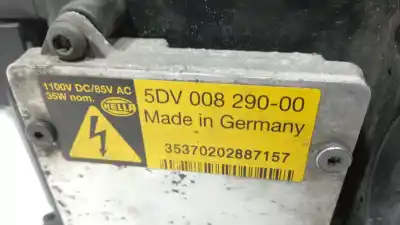 1100V DC/85V AC
35W nom.
HELLA
5DV 008 290-00
Made in Germany
35370202887157